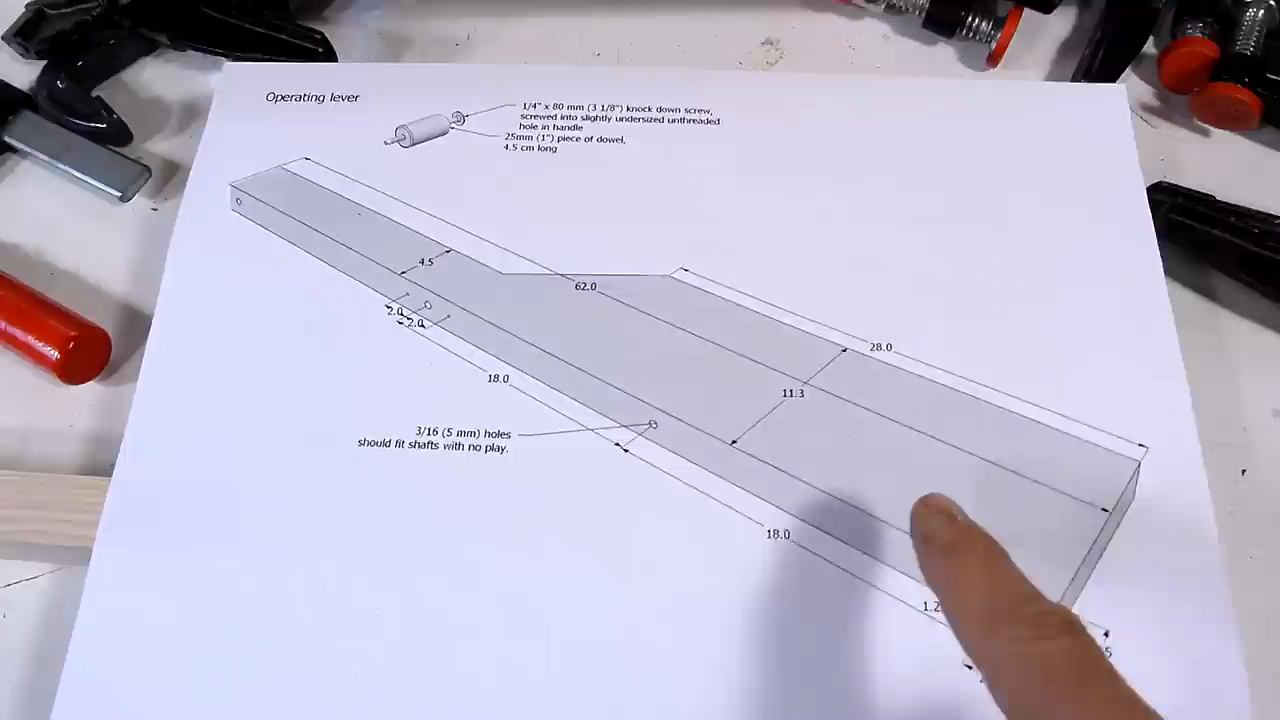 Operating lever
1/4" x 80 mm (3 1/8") knock down screw,
screwed into slightly undersized unthreaded
hole in handle
25mm (1") piece of dowel,
4.5 cm long
4.5
62.0
2.0
2.0
28.0
18.0
11.3
3/16 (5 mm) holes
should fit shafts with no play.
18.0
1.2